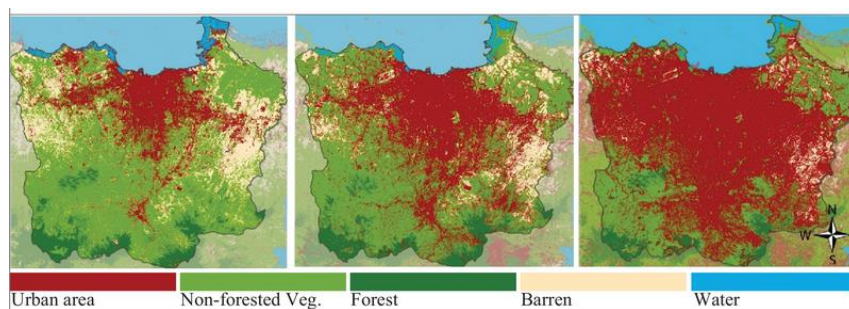 N
W
S
Urban area
Non-forested Veg.
Forest
Barren
Water